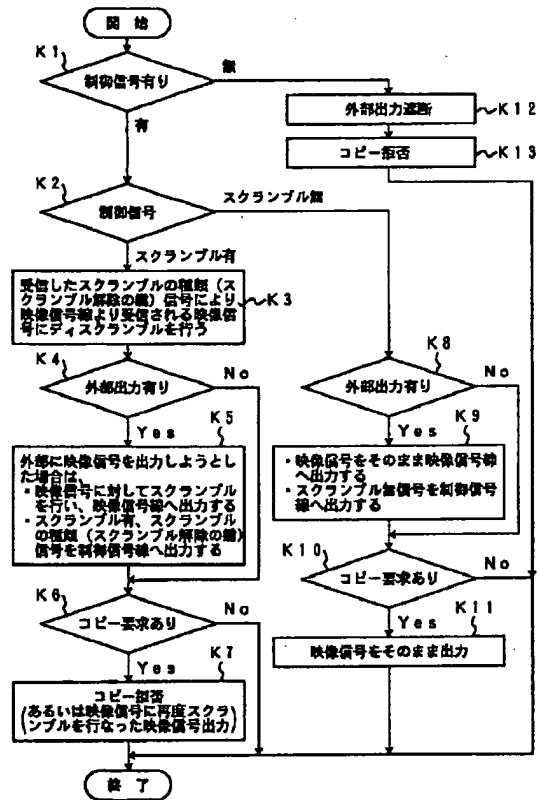 開 始
K1
制御信号有り
無
有
外部出力遮断
K12
コピー拒否
K13
K2
制御信号
スクランブル無
スクランブル有
受信したスクランブルの種類(ス
クランブル解除の鍵)信号により
映像信号線より受信される映像信
号にディスクランブルを行う
K3
K4
外部出力有り
No
Yes
K5
外部に映像信号を出力しようとし
た場合は、
・映像信号に対してスクランブル
を行い、映像信号線へ出力する
・スクランブル有、スクランブル
の種類(スクランブル解除の鍵)
信号を制御信号線へ出力する
K6
コピー要求あり
No
Yes
K7
コピー拒否
(あるいは映像信号に再度スクラ
ンブルを行なった映像信号出力)
K8
外部出力有り
No
Yes
K9
・映像信号をそのまま映像信号線
へ出力する
・スクランブル無信号を制御信号
線へ出力する
K10
コピー要求あり
No
Yes
K11
映像信号をそのまま出力
終 了